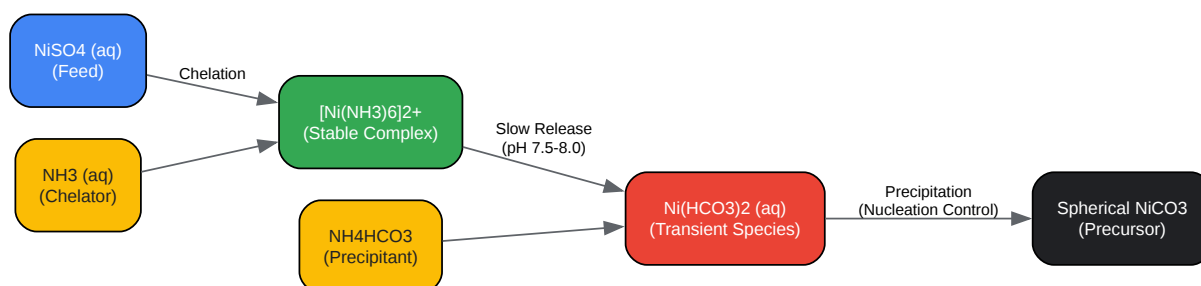 NiSO4 (aq)
(Feed)
Chelation
NH3 (aq)
(Chelator)
[Ni(NH3)6]2+
(Stable Complex)
Slow Release
(pH 7.5-8.0)
NH4HCO3
(Precipitant)
Ni(HCO3)2 (aq)
(Transient Species)
Precipitation
(Nucleation Control)
Spherical NiCO3
(Precursor)